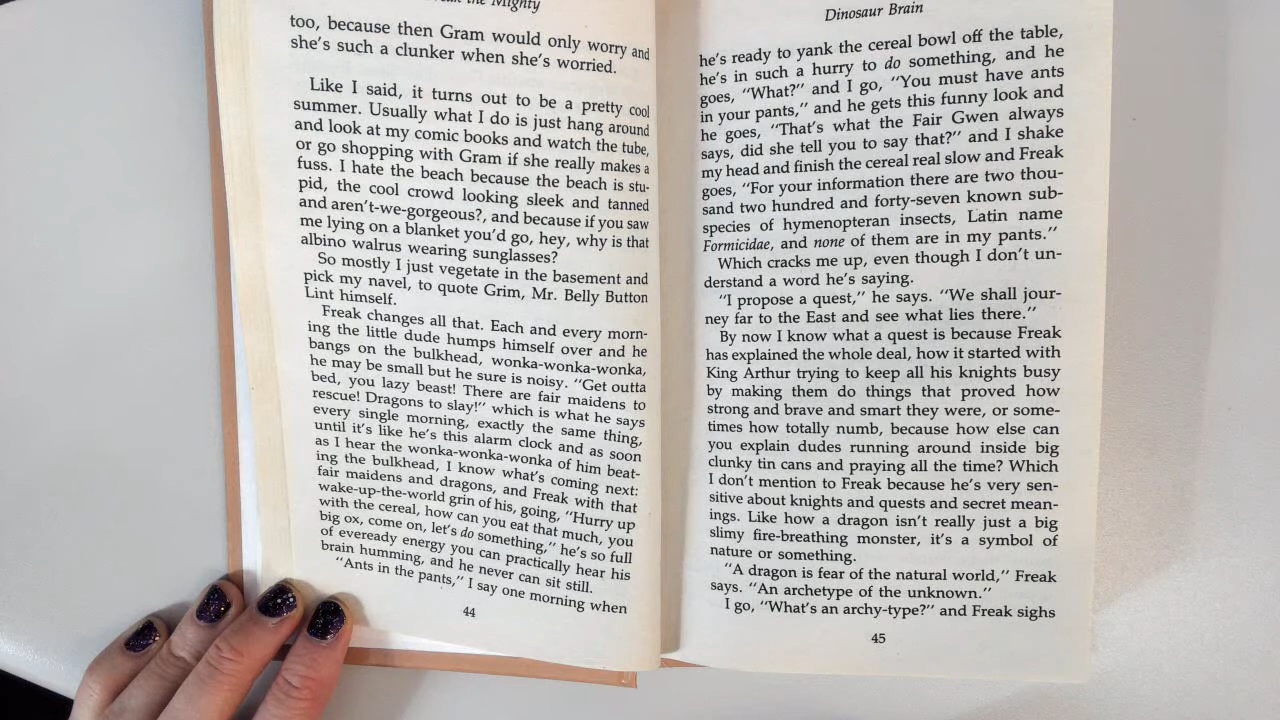 the Mighty
too, because then Gram would only worry and
she's such a clunker when she's worried.
Like I said, it turns out to be a pretty cool
summer. Usually what I do is just hang around
and look at my comic books and watch the tube,
or go shopping with Gram if she really makes a
fuss. I hate the beach because the beach is stu-
pid, the cool crowd looking sleek and tanned
and aren't-we-gorgeous?, and because if you saw
me lying on a blanket you'd go, hey, why is that
albino walrus wearing sunglasses?
So mostly I just vegetate in the basement and
pick my navel, to quote Grim, Mr. Belly Button
Lint himself.
Freak changes all that. Each and every morn-
ing the little dude humps himself over and he
bangs on the bulkhead, wonka-wonka-wonka,
he may be small but he sure is noisy. "Get outta
bed, you lazy beast! There are fair maidens to
rescue! Dragons to slay!" which is what he says
every single morning, exactly the same thing,
until it's like he's this alarm clock and as soon
as I hear the wonka-wonka-wonka of him beat-
ing the bulkhead, I know what's coming next:
fair maidens and dragons, and Freak with that
wake-up-the-world grin of his, going, "Hurry up
with the cereal, how can you eat that much, you
big ox, come on, let's do something," he's so full
of eveready energy you can practically hear his
brain humming, and he never can sit still.
"Ants in the pants," I say one morning when
44
Dinosaur Brain
he's ready to yank the cereal bowl off the table,
he's in such a hurry to do something, and he
goes, "What?" and I go, "You must have ants
in your pants," and he gets this funny look and
he goes, "That's what the Fair Gwen always
says, did she tell you to say that?" and I shake
my head and finish the cereal real slow and Freak
goes, "For your information there are two thou-
sand two hundred and forty-seven known sub-
species of hymenopteran insects, Latin name
Formicidae, and none of them are in my pants."
Which cracks me up, even though I don't un-
derstand a word he's saying.
"I propose a quest," he says. "We shall jour-
ney far to the East and see what lies there."
By now I know what a quest is because Freak
has explained the whole deal, how it started with
King Arthur trying to keep all his knights busy
by making them do things that proved how
strong and brave and smart they were, or some-
times how totally numb, because how else can
you explain dudes running around inside big
clunky tin cans and praying all the time? Which
I don't mention to Freak because he's very sen-
sitive about knights and quests and secret mean-
ings. Like how a dragon isn't really just a big
slimy fire-breathing monster, it's a symbol of
nature or something.
"A dragon is fear of the natural world," Freak
says. "An archetype of the unknown."
I go, "What's an archy-type?" and Freak sighs
45